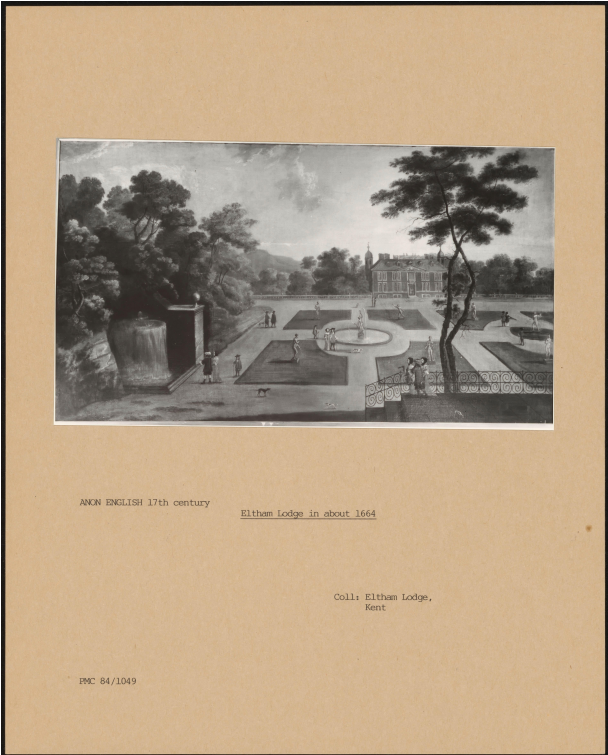 ANON ENGLISH 17th century
Eltham Lodge in about 1664
Coll: Eltham Lodge,
Kent
PMC 84/1049